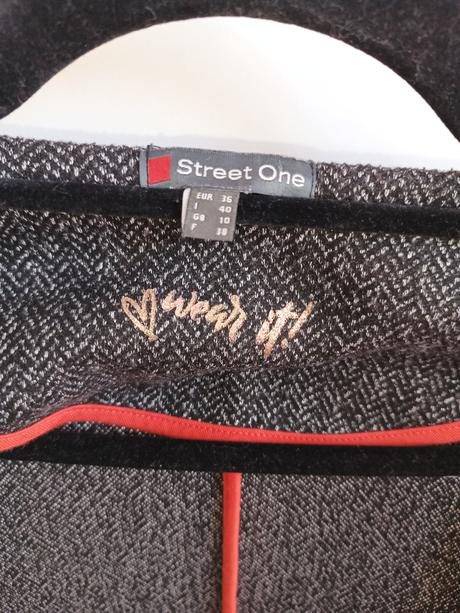 Street One
EUR 36
I 40
GB 10
F 38
wear it!